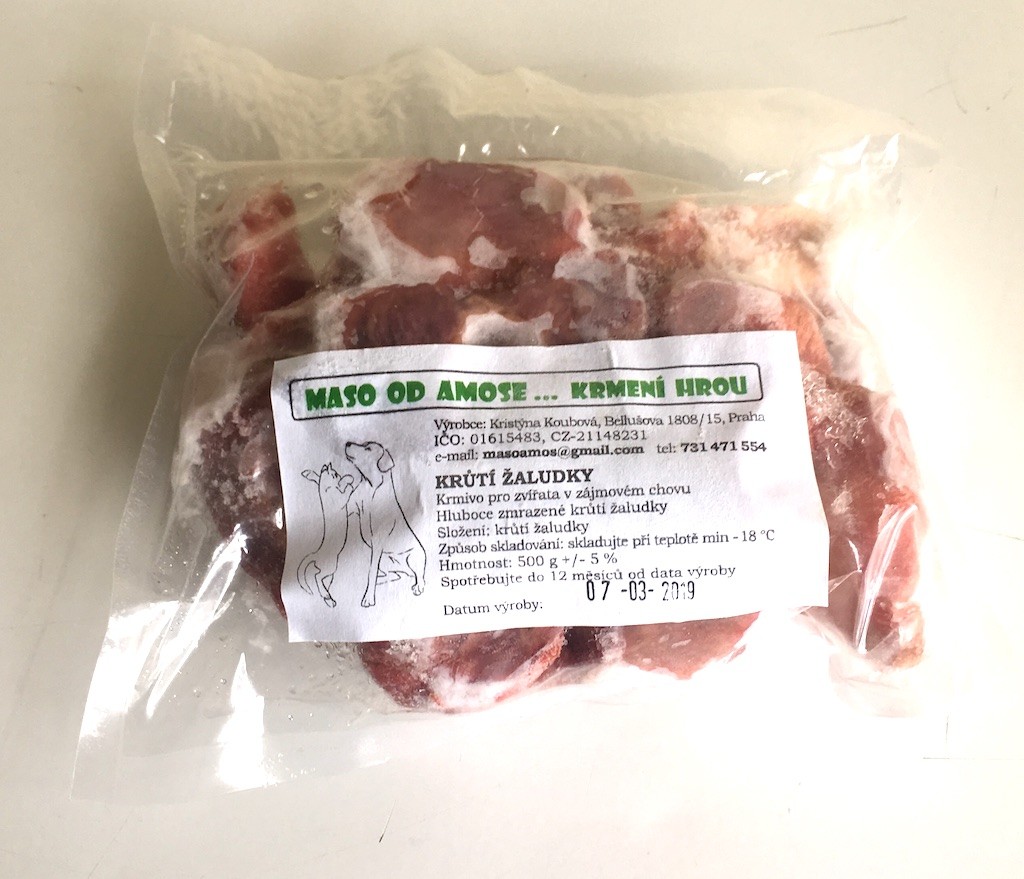 MASO OD AMOSE ... KRMENÍ HROU
Výrobce: Kristýna Koubová, Bellušova 1808/15, Praha
IČO: 01615483, CZ-21148231
e-mail: masoamos@gmail.com tel: 731 471 554
KRŮTÍ ŽALUDKY
Krmivo pro zvířata v zájmovém chovu
Hluboce zmrazené krůtí žaludky
Složení: krůtí žaludky
Způsob skladování: skladujte při teplotě min -18 °C
Hmotnost: 500 g +/- 5 %
Spotřebujte do 12 měsíců od data výroby
Datum výroby: 07 -03- 2019